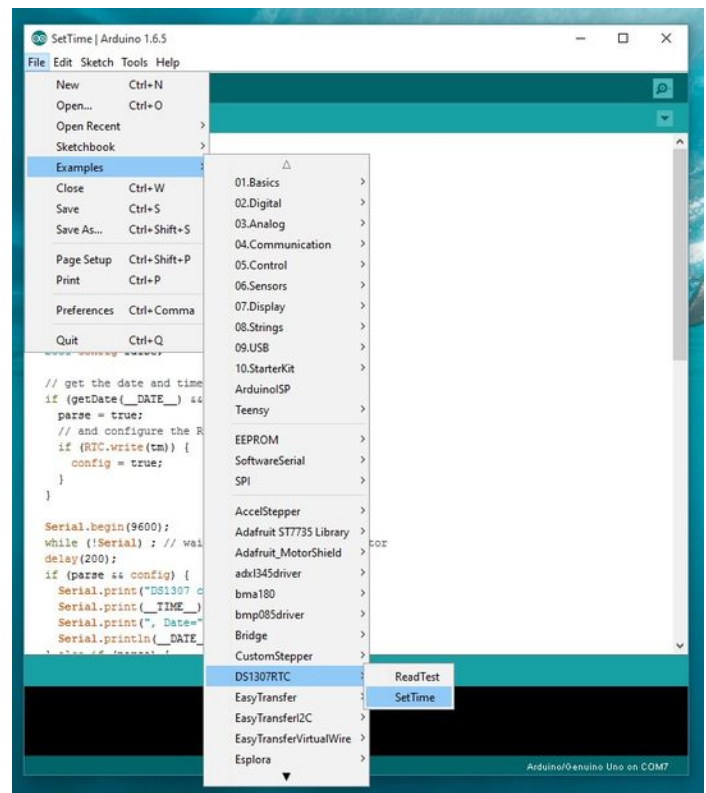 SetTime | Arduino 1.6.5
File Edit Sketch Tools Help
New Ctrl+N
Open... Ctrl+O
Open Recent
Sketchbook
Examples
Close Ctrl+W
Save Ctrl+S
Save As... Ctrl+Shift+S
Page Setup Ctrl+Shift+P
Print Ctrl+P
Preferences Ctrl+Comma
Quit Ctrl+Q
01.Basics
02.Digital
03.Analog
04.Communication
05.Control
06.Sensors
07.Display
08.Strings
09.USB
10.StarterKit
ArduinoISP
Teensy
EEPROM
SoftwareSerial
SPI
AccelStepper
Adafruit ST7735 Library
Adafruit_MotorShield
adxl345driver
bma180
bmp085driver
Bridge
CustomStepper
DS1307RTC
EasyTransfer
EasyTransferI2C
EasyTransferVirtualWire
Esplora
ReadTest
SetTime
// get the date and time
if (getDate(__DATE__) &&
parse = true;
// and configure the R
if (RTC.write(tm)) {
config = true;
}
}
Serial.begin(9600);
while (!Serial) ; // wai tor
delay(200);
if (parse && config) {
Serial.print("DS1307 c
Serial.print(__TIME__)
Serial.print(", Date="
Serial.println(__DATE_
Arduino/Genuino Uno on COM7